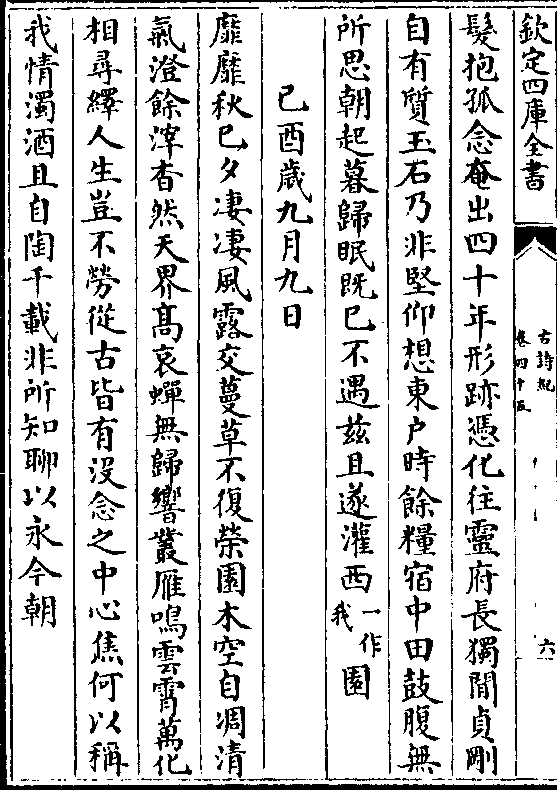 欽定四庫全書
古詩紀
卷四十五
六
髮抱孤念奄出四十年形跡憑化往靈府長獨閒貞剛
自有質玉石乃非堅仰想東户時餘糧宿中田鼓腹無
所思朝起暮歸眠既已不遇茲且遂灌西一作我園
己酉歲九月九日
靡靡秋已夕凄凄風露交蔓草不復榮園木空自凋清
氣澄餘滓杳然天界髙哀蟬無歸響叢雁鳴雲霄萬化
相尋繹人生豈不勞從古皆有沒念之中心焦何以稱
我情濁酒且自陶千載非所知聊以永今朝